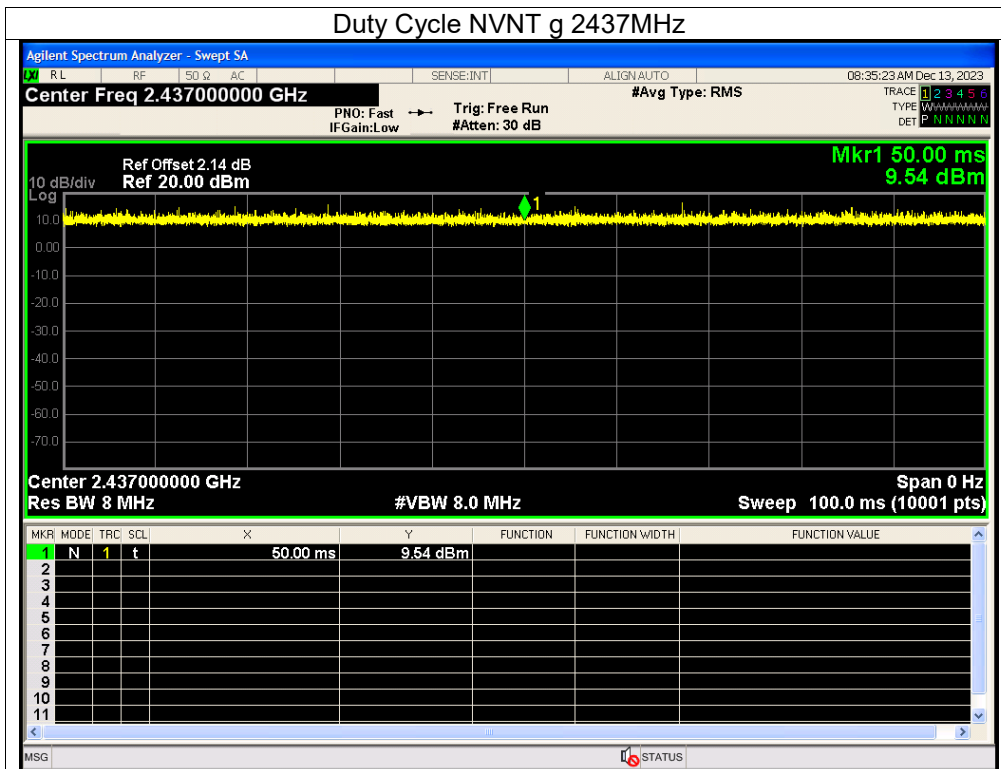 Duty Cycle NVNT g 2437MHz
Agilent Spectrum Analyzer - Swept SA
LXI RL RF 50 Ω AC SENSE:INT ALIGN AUTO 08:35:23 AM Dec 13, 2023
Center Freq 2.437000000 GHz #Avg Type: RMS TRACE 1 2 3 4 5 6
PNO: Fast Trig: Free Run TYPE WWWWWW
IFGain:Low #Atten: 30 dB DET P N N N N N
Mkr1 50.00 ms
Ref Offset 2.14 dB
10 dB/div Ref 20.00 dBm 9.54 dBm
Log
1
10.0
0.00
-10.0
-20.0
-30.0
-40.0
-50.0
-60.0
-70.0
Center 2.437000000 GHz Span 0 Hz
Res BW 8 MHz #VBW 8.0 MHz Sweep 100.0 ms (10001 pts)
MKR MODE TRC SCL X Y FUNCTION FUNCTION WIDTH FUNCTION VALUE
1 N 1 t 50.00 ms 9.54 dBm
2
3
4
5
6
7
8
9
10
11
MSG STATUS